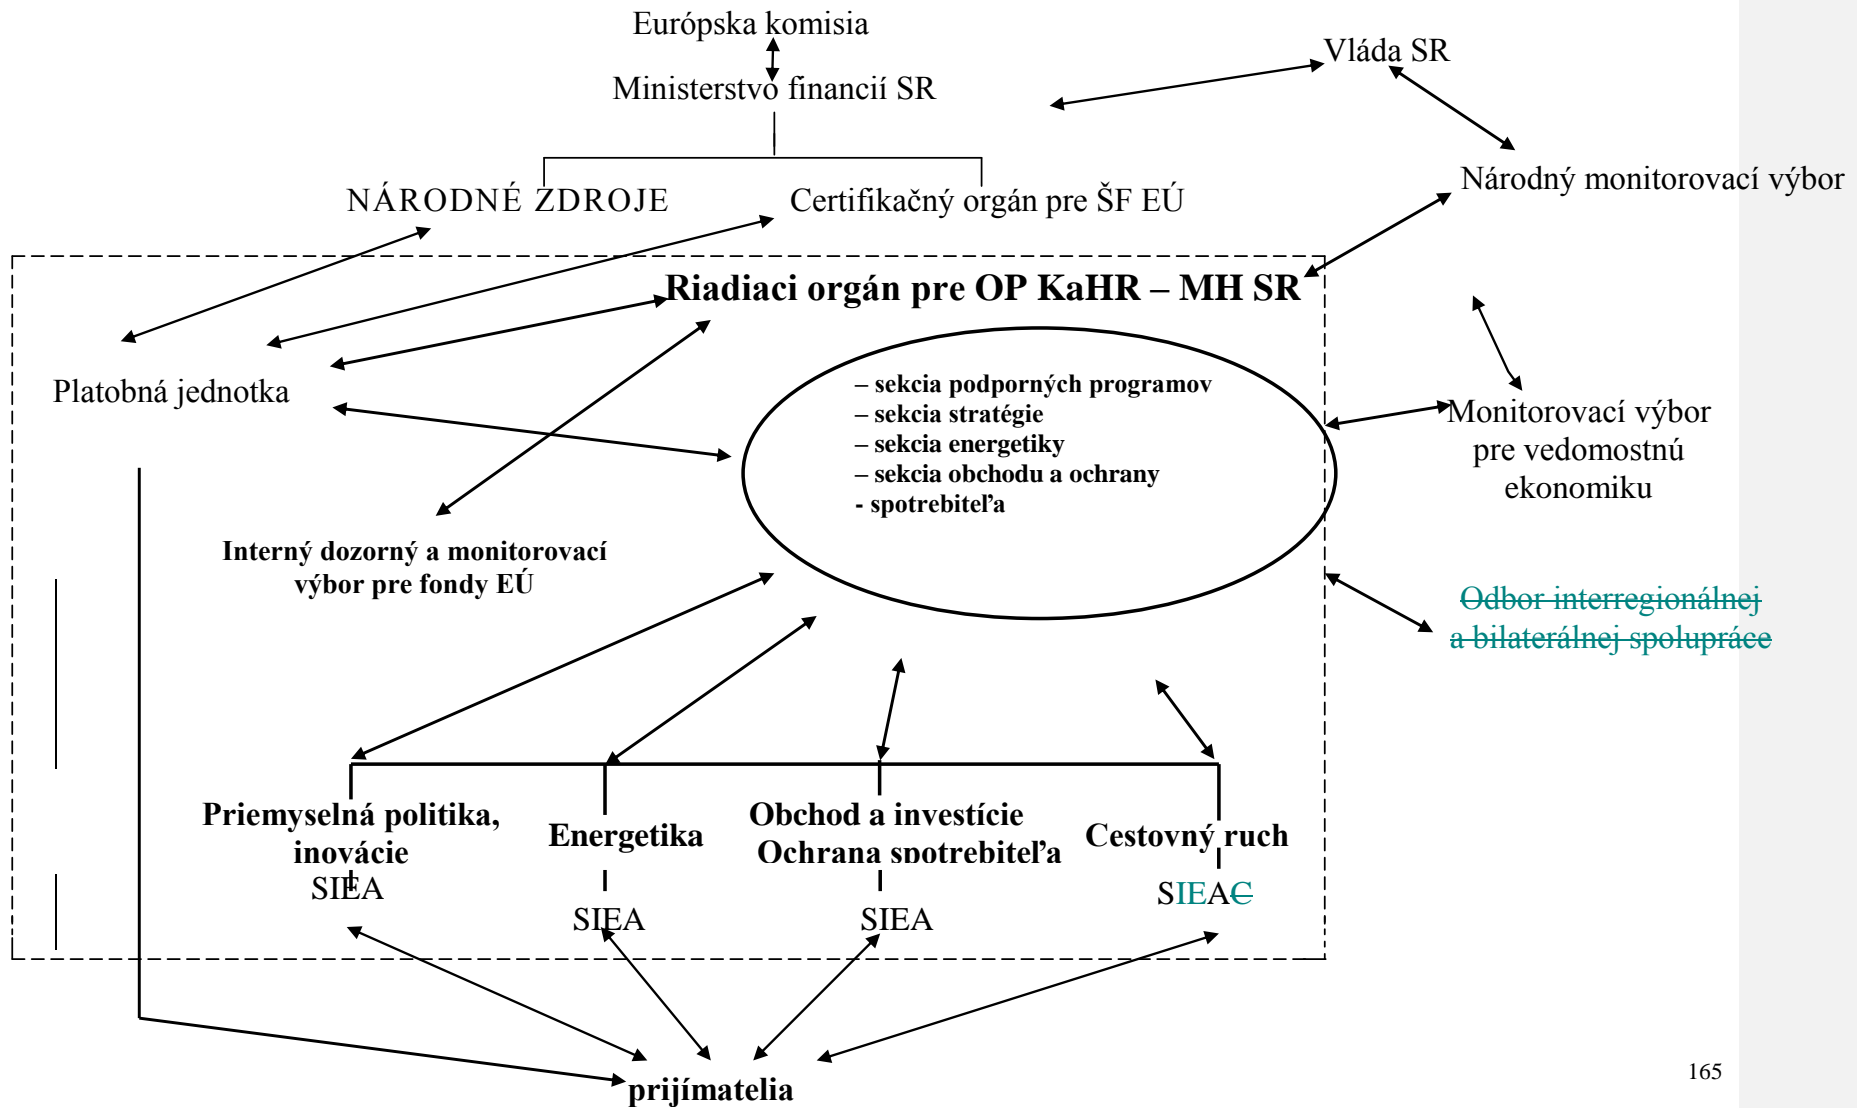 Európska komisia
Vláda SR
Ministerstvo financií SR
Národný monitorovací výbor
NÁRODNÉ ZDROJE
Certifikačný orgán pre ŠF EÚ
Riadiaci orgán pre OP KaHR – MH SR
Platobná jednotka
– sekcia podporných programov
– sekcia stratégie
– sekcia energetiky
– sekcia obchodu a ochrany
- spotrebiteľa
Monitorovací výbor
pre vedomostnú
ekonomiku
Interný dozorný a monitorovací
výbor pre fondy EÚ
Odbor interregionálnej
a bilaterálnej spolupráce
Priemyselná politika,
inovácie
SIEA
Energetika
SIEA
Obchod a investície
Ochrana spotrebiteľa
SIEA
Cestovný ruch
SIEAC
prijímatelia
165